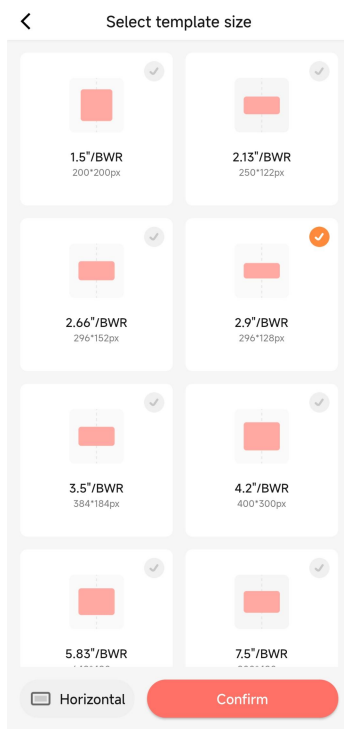 Select template size
1.5"/BWR
200*200px
2.13"/BWR
250*122px
2.66"/BWR
296*152px
2.9"/BWR
296*128px
3.5"/BWR
384*184px
4.2"/BWR
400*300px
5.83"/BWR
7.5"/BWR
Horizontal
Confirm